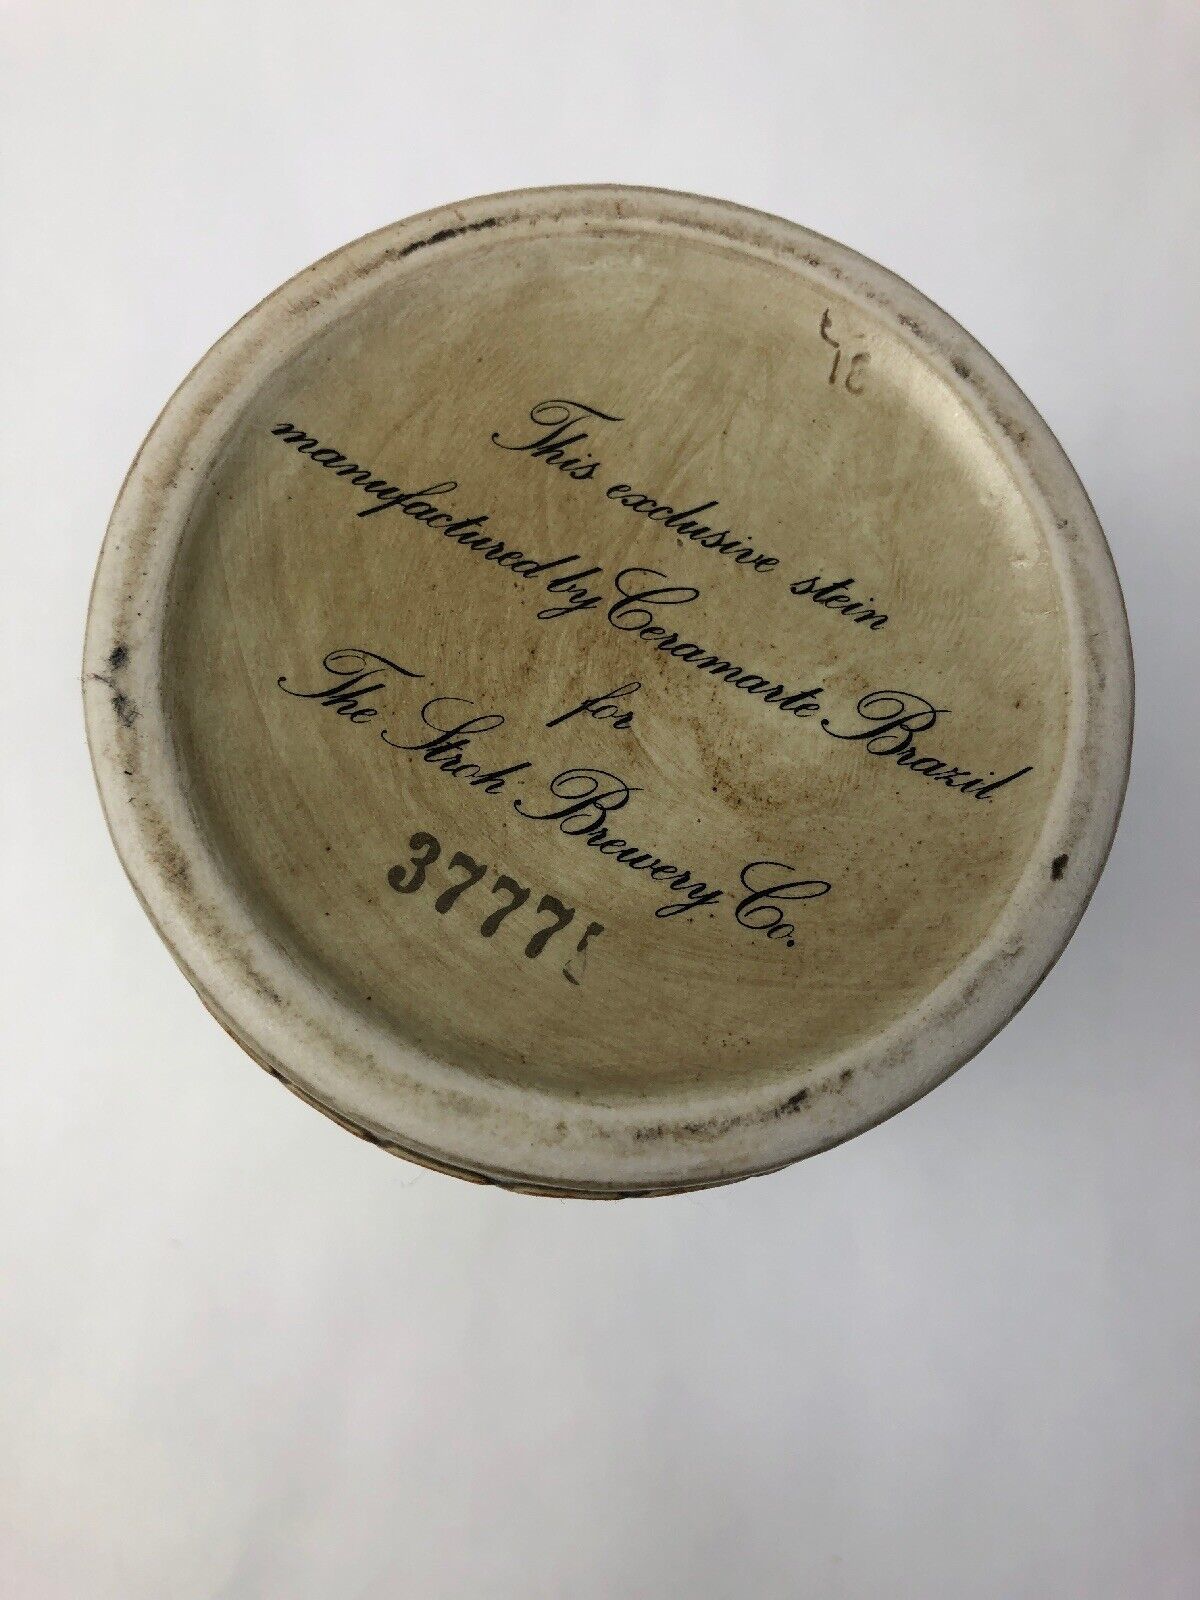 This exclusive stein
manufactured by Ceramarte Brazil.
for
The Stroh Brewery Co.